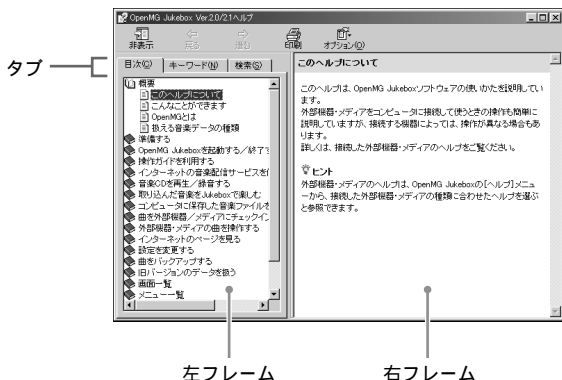 OpenMG Jukebox Ver.2.0/2.1ヘルプ
非表示 戻る 進む 印刷 オプション(O)
タブ
目次(C) キーワード(N) 検索(S)
概要
このヘルプについて
こんなことができます
OpenMGとは
扱える音楽データの種類
準備する
OpenMG Jukeboxを起動する／終了す
操作ガイドを利用する
インターネットの音楽配信サービスを
音楽CDを再生／録音する
取り込んだ音楽をJukeboxで楽しむ
コンピュータに保存した音楽ファイルを
曲を外部機器／メディアにチェックイン
外部機器・メディアの曲を操作する
インターネットのページを見る
設定を変更する
曲をバックアップする
旧バージョンのデータを扱う
画面一覧
メニュー一覧
このヘルプについて
このヘルプは、OpenMG Jukeboxソフトウェアの使いかたを説明してい
ます。
外部機器・メディアをコンピュータに接続して使うときの操作も簡単に
説明していますが、接続する機器によっては、操作が異なる場合もあ
ります。
詳しくは、接続した外部機器・メディアのヘルプをご覧ください。
ヒント
外部機器・メディアのヘルプは、OpenMG Jukeboxの[ヘルプ]メニュ
ーから、接続した外部機器・メディアの種類に合わせたヘルプを選ぶ
と参照できます。
左フレーム 右フレーム